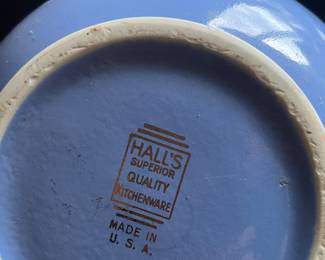 HALL'S
SUPERIOR
QUALITY
KITCHENWARE
MADE IN
U. S. A.